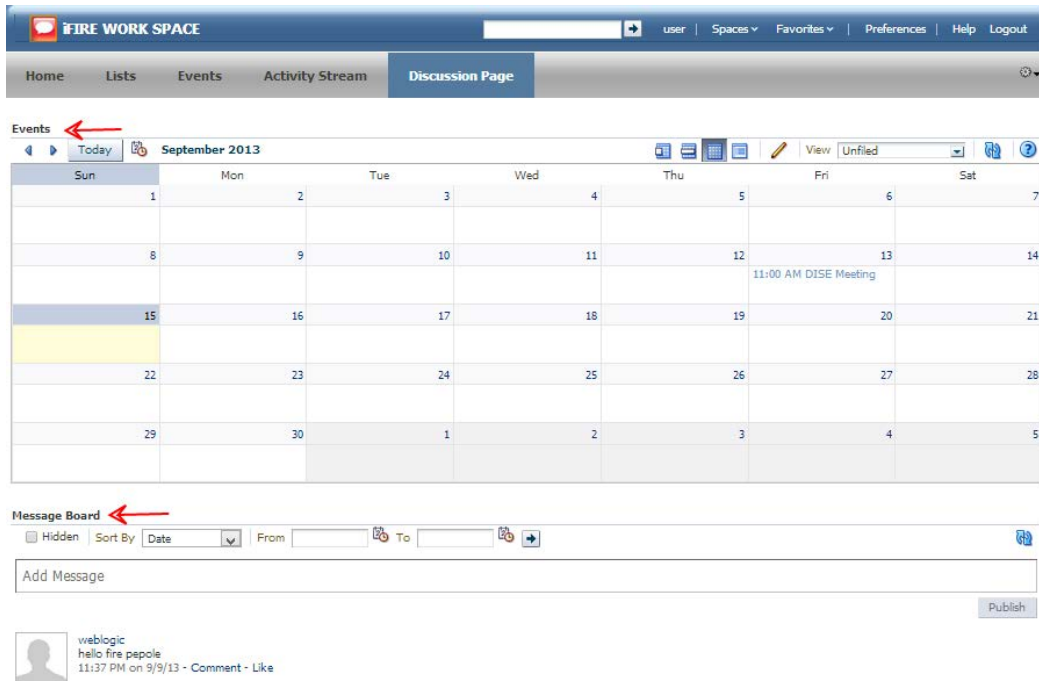 iFIRE WORK SPACE
user | Spaces Favorites | Preferences | Help Logout
Home Lists Events Activity Stream Discussion Page
Events
Today September 2013 View Unfiled
Sun Mon Tue Wed Thu Fri Sat
1 2 3 4 5 6 7
8 9 10 11 12 13 14
11:00 AM DISE Meeting
15 16 17 18 19 20 21
22 23 24 25 26 27 28
29 30 1 2 3 4 5
Message Board
Hidden Sort By Date From To
Add Message
Publish
weblogic
hello fire pepole
11:37 PM on 9/9/13 - Comment - Like